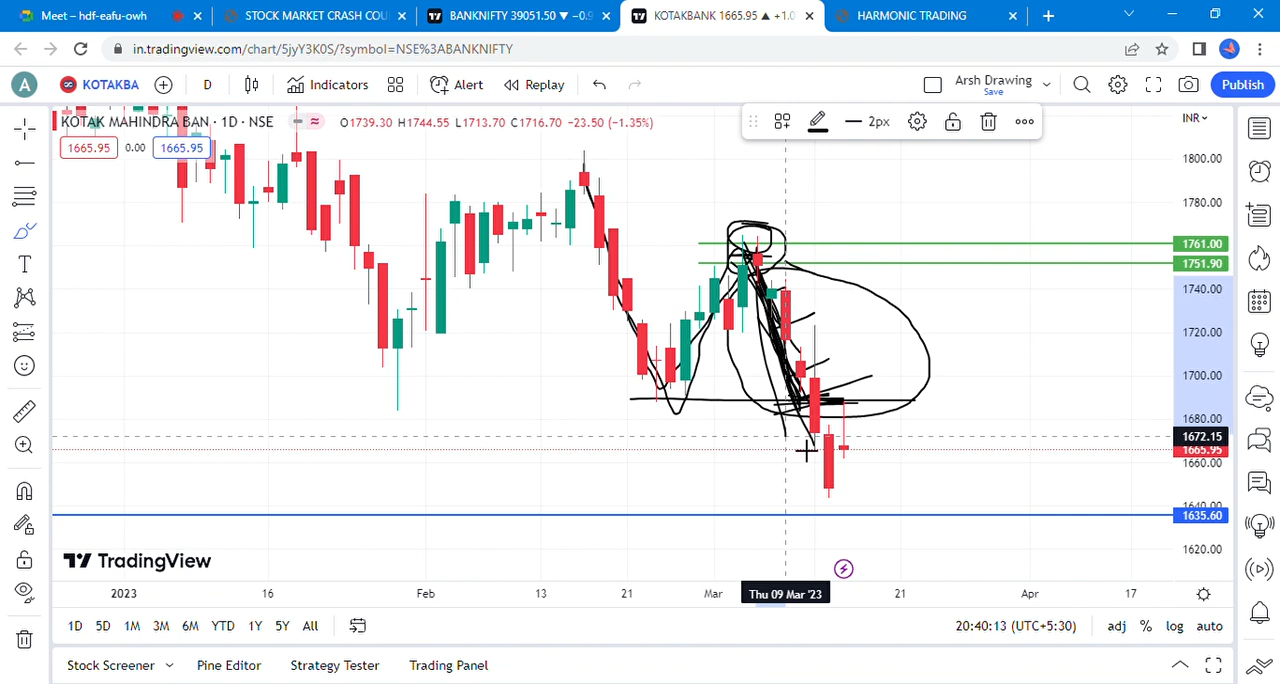 Meet – hdf-eafu-owh
STOCK MARKET CRASH COU
BANKNIFTY 39051.50 ▼ −0.9
KOTAKBANK 1665.95 ▲ +1.0
HARMONIC TRADING
in.tradingview.com/chart/5jyY3K0S/?symbol=NSE%3ABANKNIFTY
A
KOTAKBA
D
Indicators
Alert
Replay
Arsh Drawing
Save
Publish
KOTAK MAHINDRA BAN · 1D · NSE
O1739.30 H1744.55 L1713.70 C1716.70 −23.50 (−1.35%)
1665.95
0.00
1665.95
2px
INR
1800.00
1780.00
1761.00
1751.90
1740.00
1720.00
1700.00
1680.00
1672.15
1665.95
1660.00
1640.00
1635.60
1620.00
TradingView
2023
16
Feb
13
21
Mar
Thu 09 Mar '23
21
Apr
17
1D
5D
1M
3M
6M
YTD
1Y
5Y
All
20:40:13 (UTC+5:30)
adj
%
log
auto
Stock Screener
Pine Editor
Strategy Tester
Trading Panel